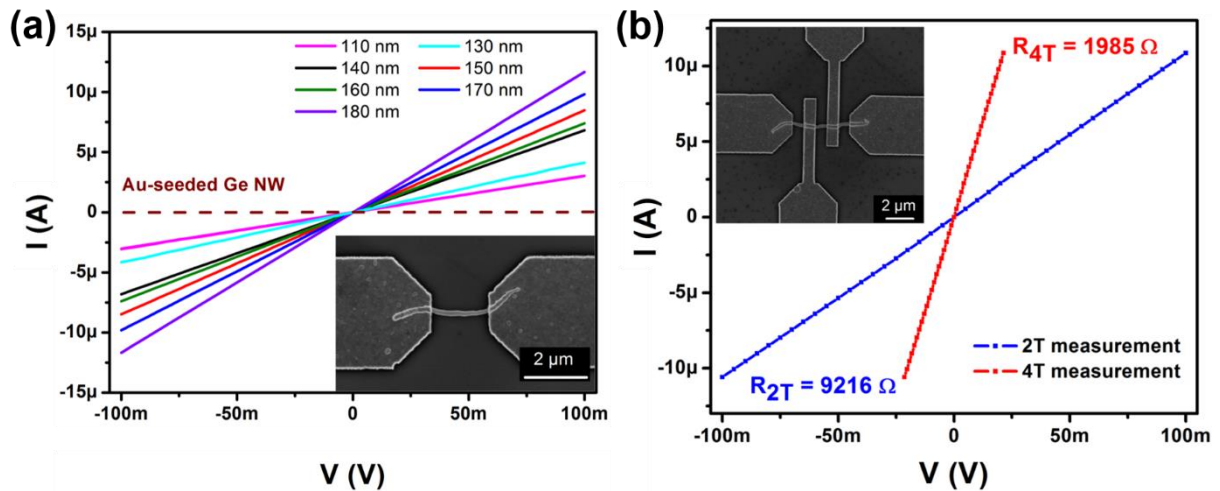 (a)
15μ
10μ
5μ
0
-5μ
-10μ
-15μ
I (A)
110 nm 130 nm
140 nm 150 nm
160 nm 170 nm
180 nm
Au-seeded Ge NW
2 μm
-100m -50m 0 50m 100m
V (V)
(b)
10μ
5μ
0
-5μ
-10μ
I (A)
2 μm
R4T = 1985 Ω
R2T = 9216 Ω
2T measurement
4T measurement
-100m -50m 0 50m 100m
V (V)